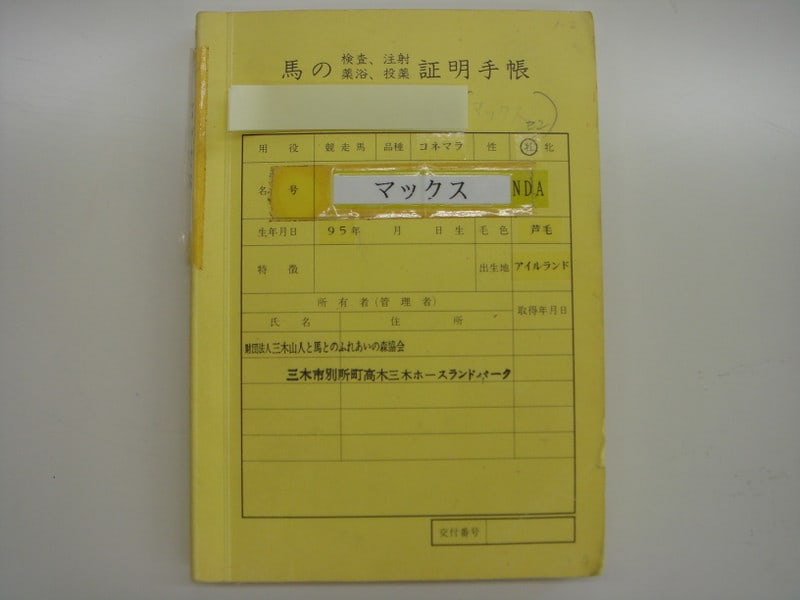 馬の 検査、注射 薬浴、投薬 証明手帳
マックス
用 役 競走馬 品種 コネマラ 性 牝
名 号 マックス NDA
生年月日 95年 月 日生 毛色 芦毛
特 徴 出生地 アイルランド
所有者(管理者) 取得年月日
氏 名 住 所
財団法人三木山人と馬とのふれあいの森協会
三木市別所町高木三木ホースランドパーク
交付番号